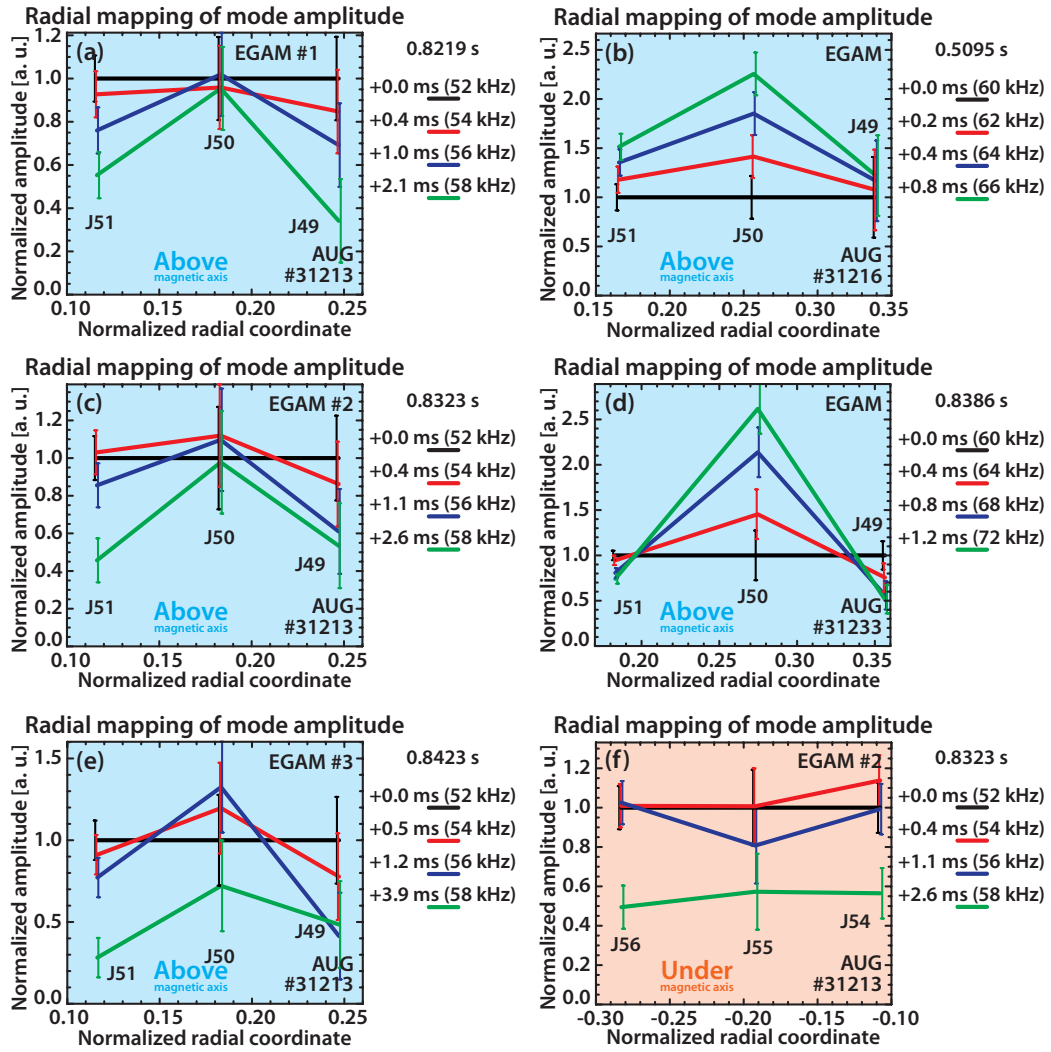 Radial mapping of mode amplitude
(a)
EGAM #1
0.8219 s
+0.0 ms (52 kHz)
+0.4 ms (54 kHz)
+1.0 ms (56 kHz)
+2.1 ms (58 kHz)
J51
J50
J49
Above
magnetic axis
AUG
#31213
Normalized amplitude [a. u.]
1.2
1.0
0.8
0.6
0.4
0.2
0.0
0.10 0.15 0.20 0.25
Normalized radial coordinate
Radial mapping of mode amplitude
(b)
EGAM
0.5095 s
+0.0 ms (60 kHz)
+0.2 ms (62 kHz)
+0.4 ms (64 kHz)
+0.8 ms (66 kHz)
J51
J50
J49
Above
magnetic axis
AUG
#31216
Normalized amplitude [a. u.]
2.5
2.0
1.5
1.0
0.5
0.0
0.15 0.20 0.25 0.30 0.35
Normalized radial coordinate
Radial mapping of mode amplitude
(c)
EGAM #2
0.8323 s
+0.0 ms (52 kHz)
+0.4 ms (54 kHz)
+1.1 ms (56 kHz)
+2.6 ms (58 kHz)
J51
J50
J49
Above
magnetic axis
AUG
#31213
Normalized amplitude [a. u.]
1.2
1.0
0.8
0.6
0.4
0.2
0.0
0.10 0.15 0.20 0.25
Normalized radial coordinate
Radial mapping of mode amplitude
(d)
EGAM
0.8386 s
+0.0 ms (60 kHz)
+0.4 ms (64 kHz)
+0.8 ms (68 kHz)
+1.2 ms (72 kHz)
J51
J50
J49
Above
magnetic axis
AUG
#31233
Normalized amplitude [a. u.]
2.5
2.0
1.5
1.0
0.5
0.0
0.20 0.25 0.30 0.35
Normalized radial coordinate
Radial mapping of mode amplitude
(e)
EGAM #3
0.8423 s
+0.0 ms (52 kHz)
+0.5 ms (54 kHz)
+1.2 ms (56 kHz)
+3.9 ms (58 kHz)
J51
J50
J49
Above
magnetic axis
AUG
#31213
Normalized amplitude [a. u.]
1.5
1.0
0.5
0.0
0.10 0.15 0.20 0.25
Normalized radial coordinate
Radial mapping of mode amplitude
(f)
EGAM #2
0.8323 s
+0.0 ms (52 kHz)
+0.4 ms (54 kHz)
+1.1 ms (56 kHz)
+2.6 ms (58 kHz)
J56
J55
J54
Under
magnetic axis
AUG
#31213
Normalized amplitude [a. u.]
1.2
1.0
0.8
0.6
0.4
0.2
0.0
-0.30 -0.25 -0.20 -0.15 -0.10
Normalized radial coordinate